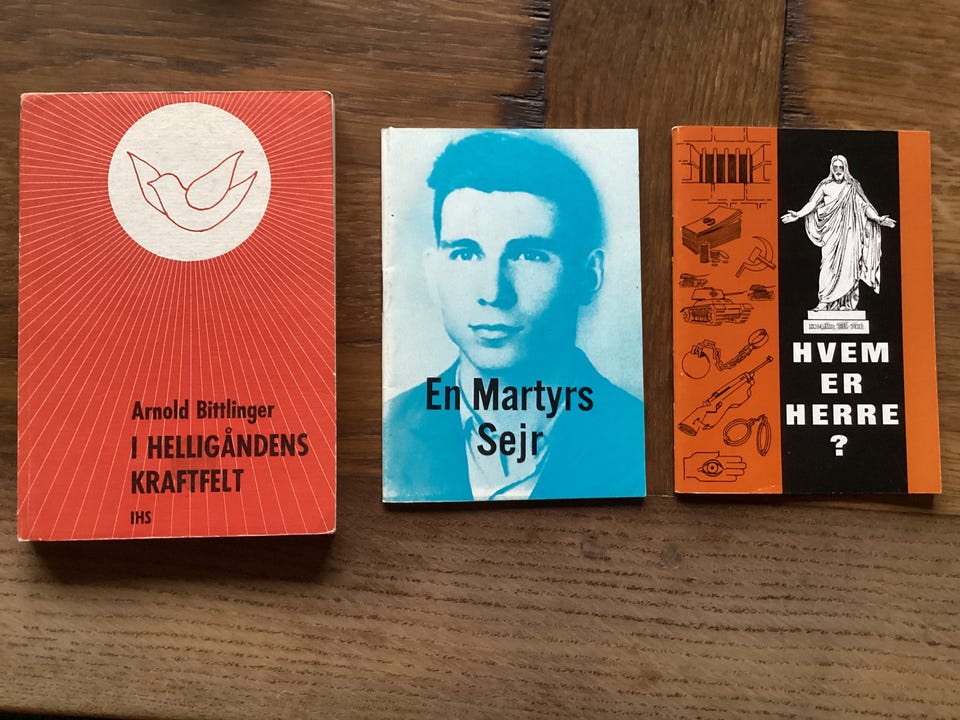 Arnold Bittlinger
I HELLIGÅNDENS
KRAFTFELT
IHS
En Martyrs
Sejr
HVEM
ER
HERRE
?